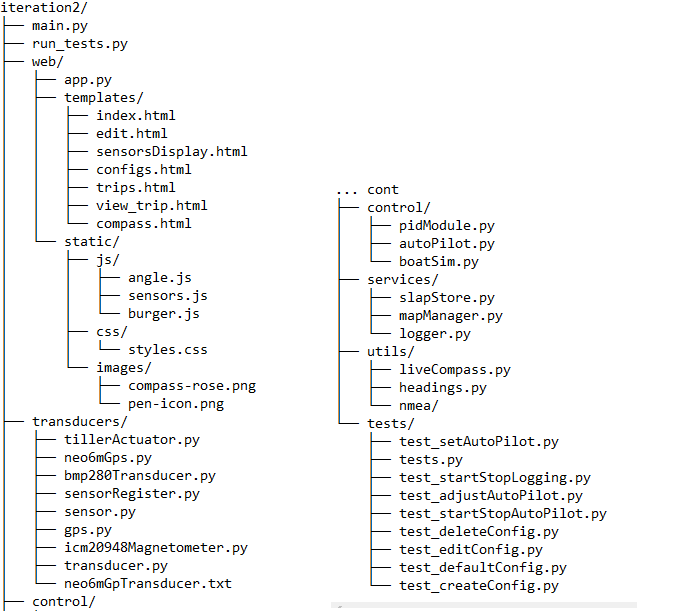 iteration2/
├── main.py
├── run_tests.py
├── web/
│   ├── app.py
│   ├── templates/
│   │   ├── index.html
│   │   ├── edit.html
│   │   ├── sensorsDisplay.html
│   │   ├── configs.html
│   │   ├── trips.html
│   │   ├── view_trip.html
│   │   └── compass.html
│   └── static/
│       ├── js/
│       │   ├── angle.js
│       │   ├── sensors.js
│       │   └── burger.js
│       ├── css/
│       │   └── styles.css
│       └── images/
│           ├── compass-rose.png
│           └── pen-icon.png
├── transducers/
│   ├── tillerActuator.py
│   ├── neo6mGps.py
│   ├── bmp280Transducer.py
│   ├── sensorRegister.py
│   ├── sensor.py
│   ├── gps.py
│   ├── icm20948Magnetometer.py
│   ├── transducer.py
│   └── neo6mGpTransducer.txt
├── control/
... cont
├── control/
│   ├── pidModule.py
│   ├── autoPilot.py
│   └── boatSim.py
├── services/
│   ├── slapStore.py
│   ├── mapManager.py
│   └── logger.py
├── utils/
│   ├── liveCompass.py
│   ├── headings.py
│   └── nmea/
└── tests/
    ├── test_setAutoPilot.py
    ├── tests.py
    ├── test_startStopLogging.py
    ├── test_adjustAutoPilot.py
    ├── test_startStopAutoPilot.py
    ├── test_deleteConfig.py
    ├── test_editConfig.py
    ├── test_defaultConfig.py
    └── test_createConfig.py